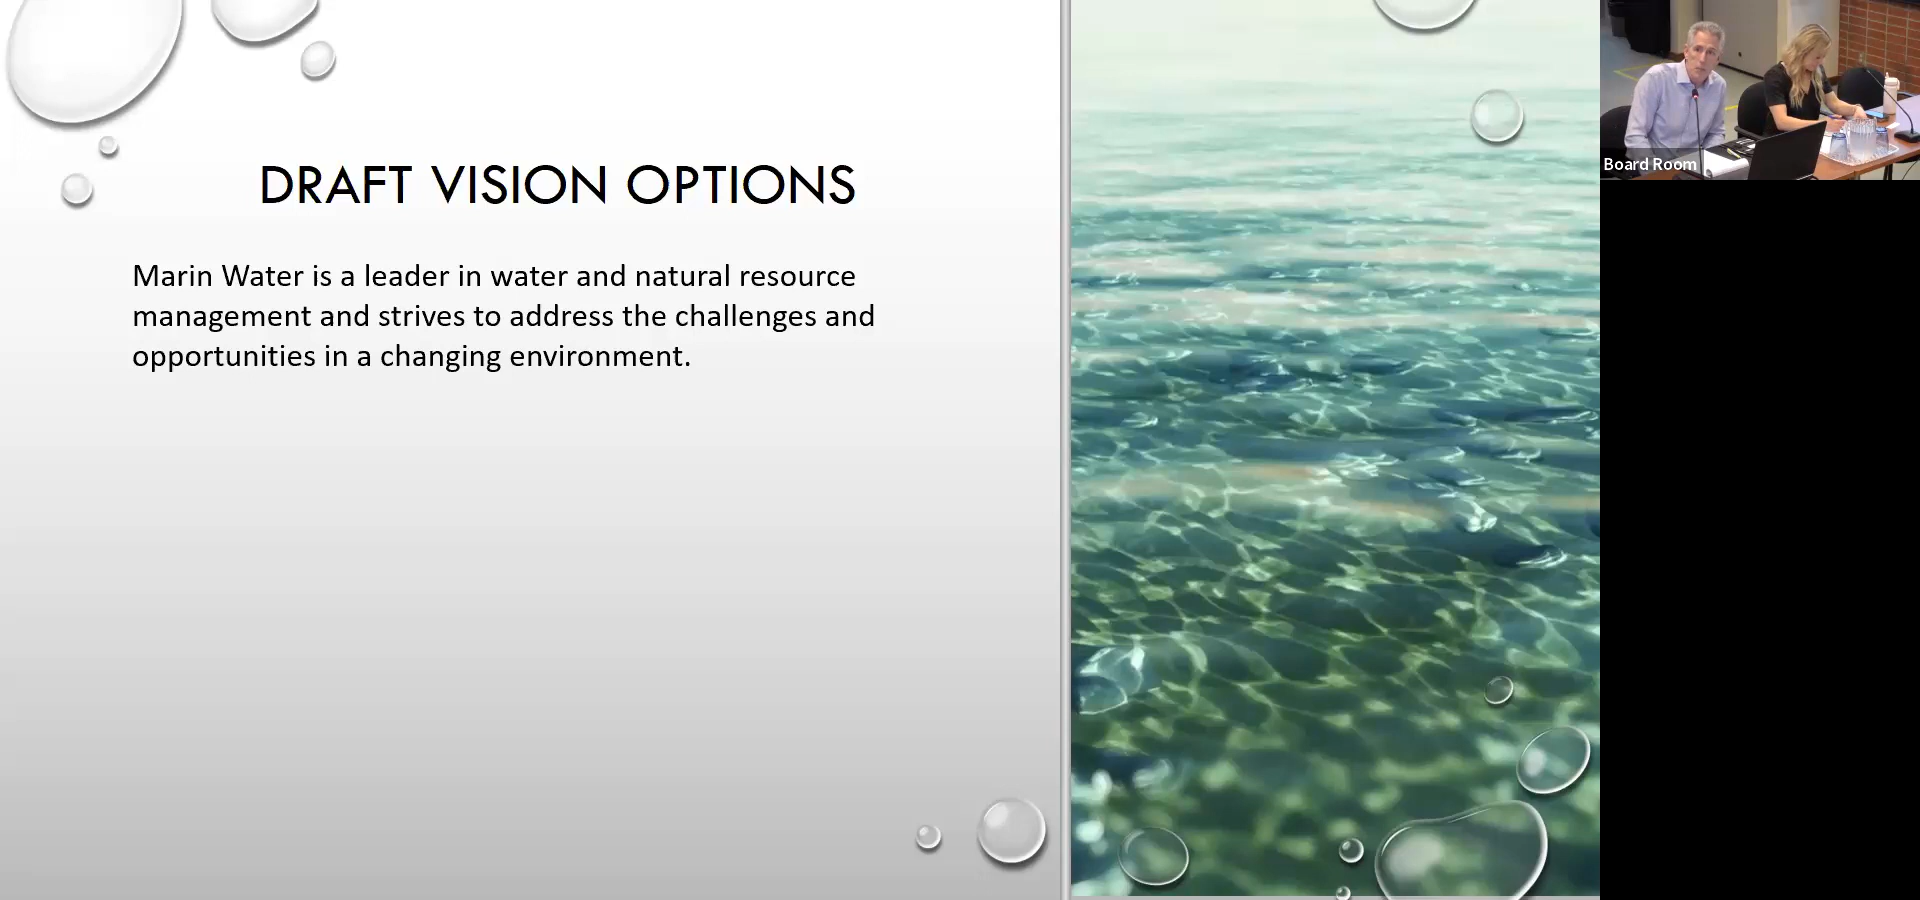 DRAFT VISION OPTIONS
Marin Water is a leader in water and natural resource
management and strives to address the challenges and
opportunities in a changing environment.
Board Room